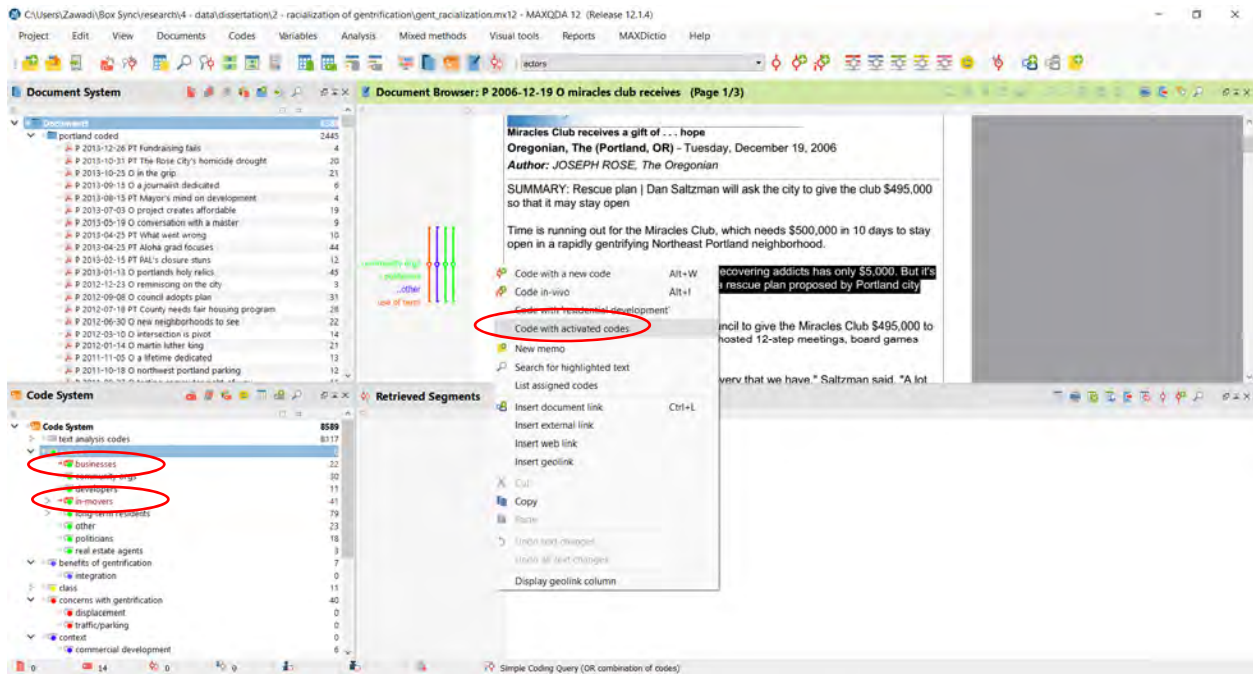 C:\Users\Zawadi\Box Sync\research\4 - data\dissertation\2 - racialization of gentrification\gent_racialization.mx12 - MAXQDA 12 (Release 12.1.4)
Project Edit View Documents Codes Variables Analysis Mixed methods Visual tools Reports MAXDictio Help
actors
Document System
Documents
portland coded 2445
P 2013-12-26 PT Fundraising fails 4
P 2013-10-31 PT The Rose City's homicide drought 20
P 2013-10-25 O in the grip 21
P 2013-09-15 O a journalist dedicated 6
P 2013-08-15 PT Mayor's mind on development 4
P 2013-07-03 O project creates affordable 19
P 2013-05-19 O conversation with a master 9
P 2013-04-25 PT What went wrong 10
P 2013-04-25 PT Aloha grad focuses 44
P 2013-02-15 PT PAL's closure stuns 12
P 2013-01-13 O portlands holy relics 45
P 2012-12-23 O reminiscing on the city 3
P 2012-09-08 O council adopts plan 31
P 2012-07-18 PT County needs fair housing program 28
P 2012-06-30 O new neighborhoods to see 22
P 2012-03-10 O intersection is pivot 14
P 2012-01-14 O martin luther king 21
P 2011-11-05 O a lifetime dedicated 13
P 2011-10-18 O northwest portland parking 12
Document Browser: P 2006-12-19 O miracles club receives (Page 1/3)
Miracles Club receives a gift of . . . hope
Oregonian, The (Portland, OR) - Tuesday, December 19, 2006
Author: JOSEPH ROSE, The Oregonian
SUMMARY: Rescue plan | Dan Saltzman will ask the city to give the club $495,000
so that it may stay open
Time is running out for the Miracles Club, which needs $500,000 in 10 days to stay
open in a rapidly gentrifying Northeast Portland neighborhood.
ecovering addicts has only $5,000. But it's
a rescue plan proposed by Portland city
ncil to give the Miracles Club $495,000 to
hosted 12-step meetings, board games
very that we have." Saltzman said. "A lot
community orgs
politicians
...other
use of term
Code with a new code Alt+W
Code in-vivo Alt+I
Code with 'residential development'
Code with activated codes
New memo
Search for highlighted text
List assigned codes
Insert document link Ctrl+L
Insert external link
Insert web link
Insert geolink
Cut
Copy
Paste
Undo text changes
Undo all text changes
Display geolink column
Code System
Code System 8589
text analysis codes 8117
businesses 22
community orgs 30
developers 11
in-movers 41
long-term residents 79
other 23
politicians 18
real estate agents 3
benefits of gentrification 7
integration 0
class 11
concerns with gentrification 40
displacement 0
traffic/parking 0
context 0
commercial development 6
Retrieved Segments
0 14 0 0 Simple Coding Query (OR combination of codes)